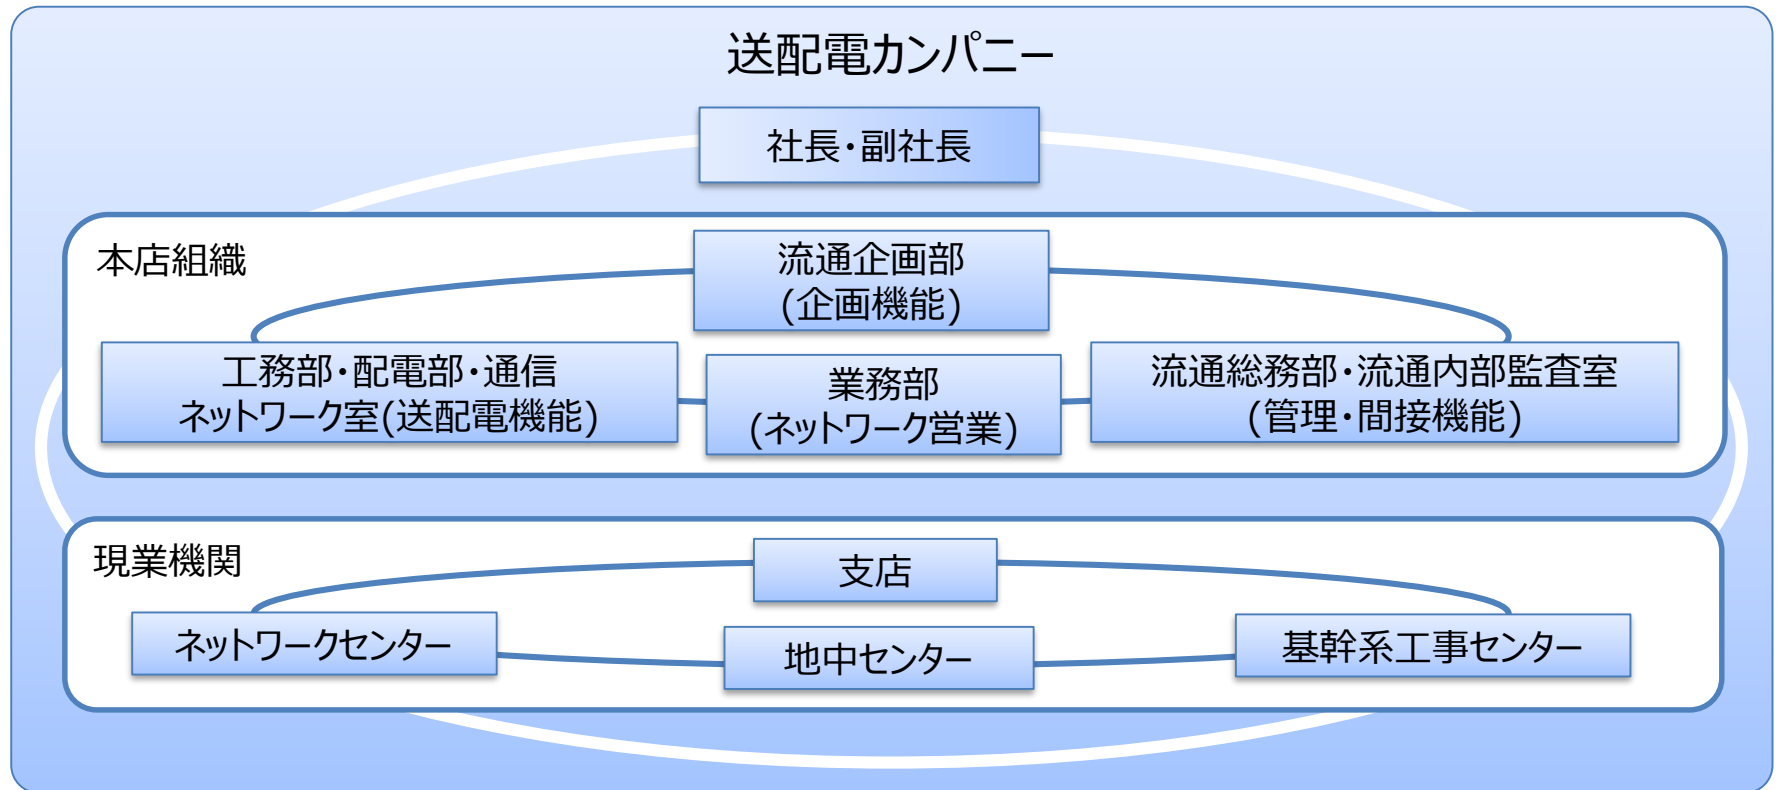 送配電カンパニー
社長・副社長
本店組織
流通企画部
(企画機能)
工務部・配電部・通信
ネットワーク室(送配電機能)
業務部
(ネットワーク営業)
流通総務部・流通内部監査室
(管理・間接機能)
現業機関
支店
ネットワークセンター
地中センター
基幹系工事センター